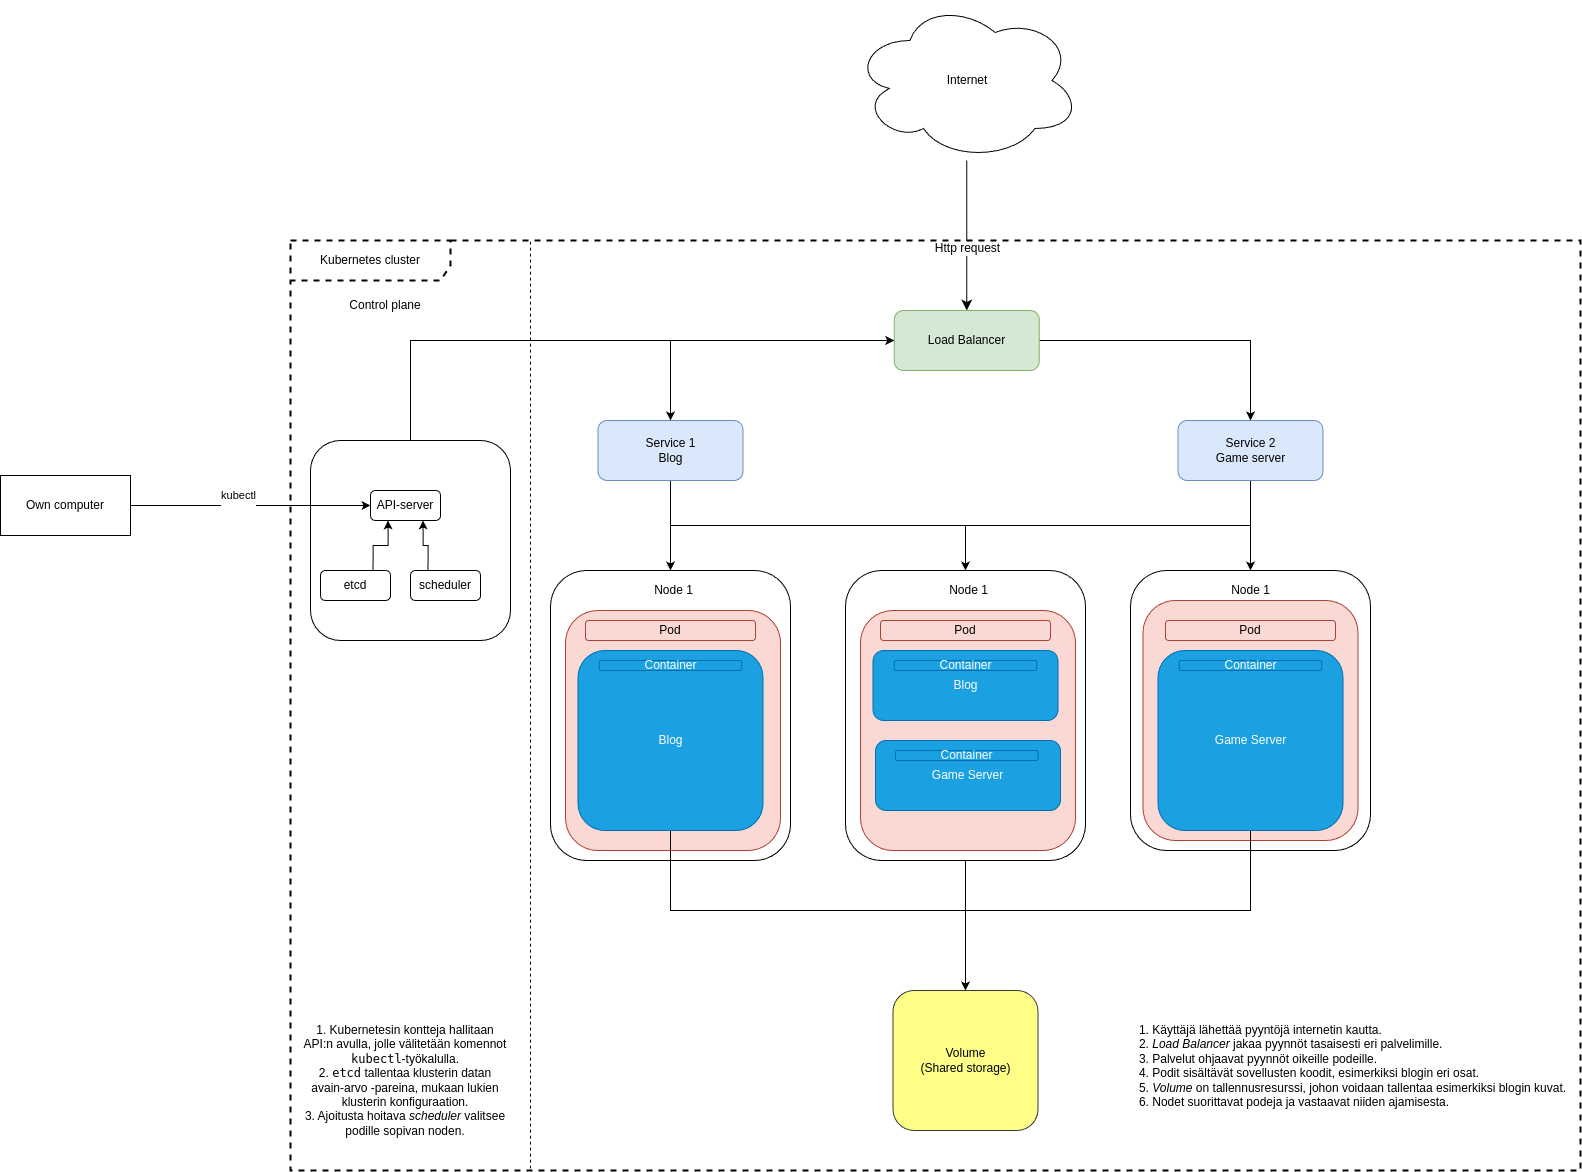 Internet
Http request
Kubernetes cluster
Control plane
Load Balancer
Service 1
Blog
Service 2
Game server
Own computer
kubectl
API-server
etcd
scheduler
Node 1
Pod
Container
Blog
Node 1
Pod
Container
Blog
Container
Game Server
Node 1
Pod
Container
Game Server
Volume
(Shared storage)
1. Kubernetesin kontteja hallitaan
API:n avulla, jolle välitetään komennot
kubectl-työkalulla.
2. etcd tallentaa klusterin datan
avain-arvo -pareina, mukaan lukien
klusterin konfiguraation.
3. Ajoitusta hoitava scheduler valitsee
podille sopivan noden.
1. Käyttäjä lähettää pyyntöjä internetin kautta.
2. Load Balancer jakaa pyynnöt tasaisesti eri palvelimille.
3. Palvelut ohjaavat pyynnöt oikeille podeille.
4. Podit sisältävät sovellusten koodit, esimerkiksi blogin eri osat.
5. Volume on tallennusresurssi, johon voidaan tallentaa esimerkiksi blogin kuvat.
6. Nodet suorittavat podeja ja vastaavat niiden ajamisesta.